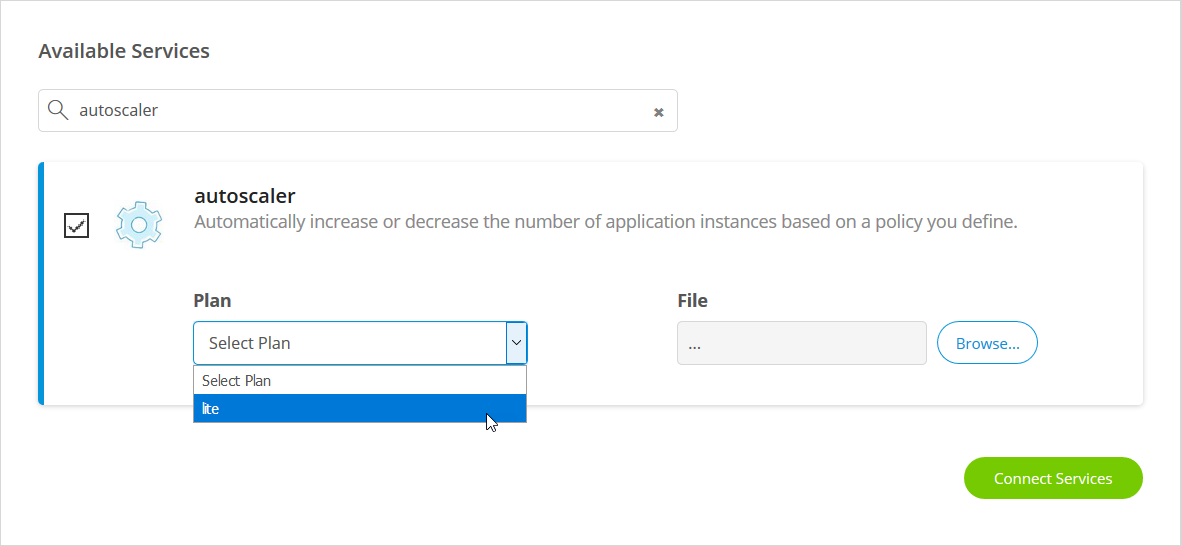 Available Services
autoscaler
autoscaler
Automatically increase or decrease the number of application instances based on a policy you define.
Plan
File
Select Plan
...
Browse...
Select Plan
lite
Connect Services